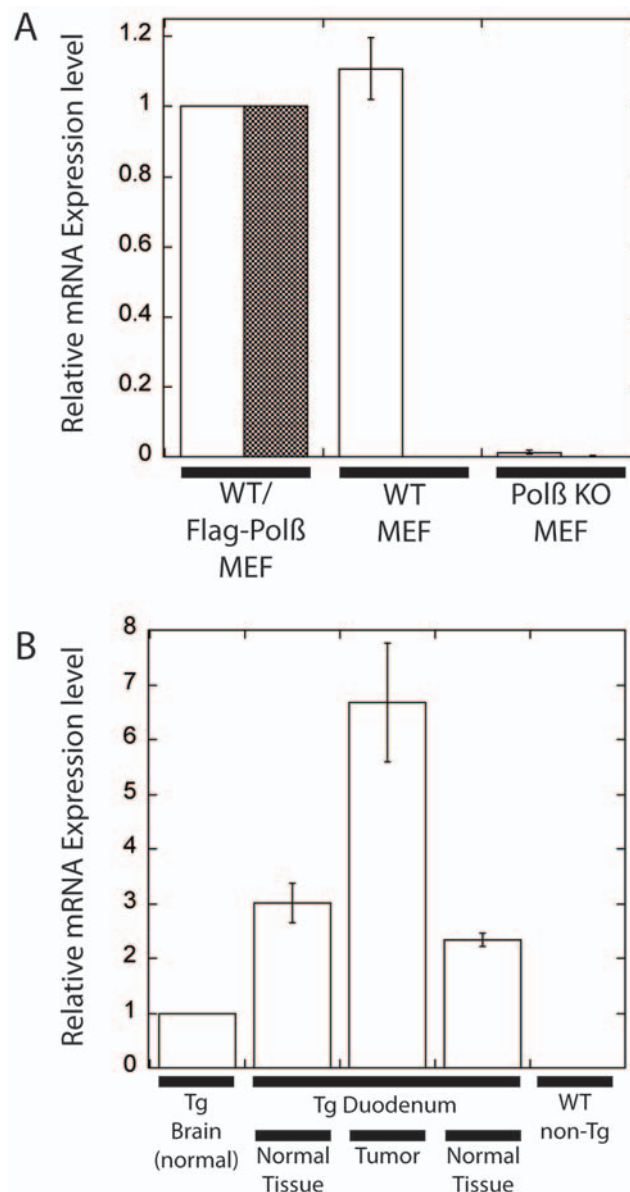 A
Relative mRNA Expression level
1.2
1
0.8
0.6
0.4
0.2
0
WT/
Flag-Polß
MEF
WT
MEF
Polß KO
MEF
B
Relative mRNA Expression level
8
7
6
5
4
3
2
1
0
Tg
Brain
(normal)
Tg Duodenum
Normal
Tissue
Tumor
Normal
Tissue
WT
non-Tg